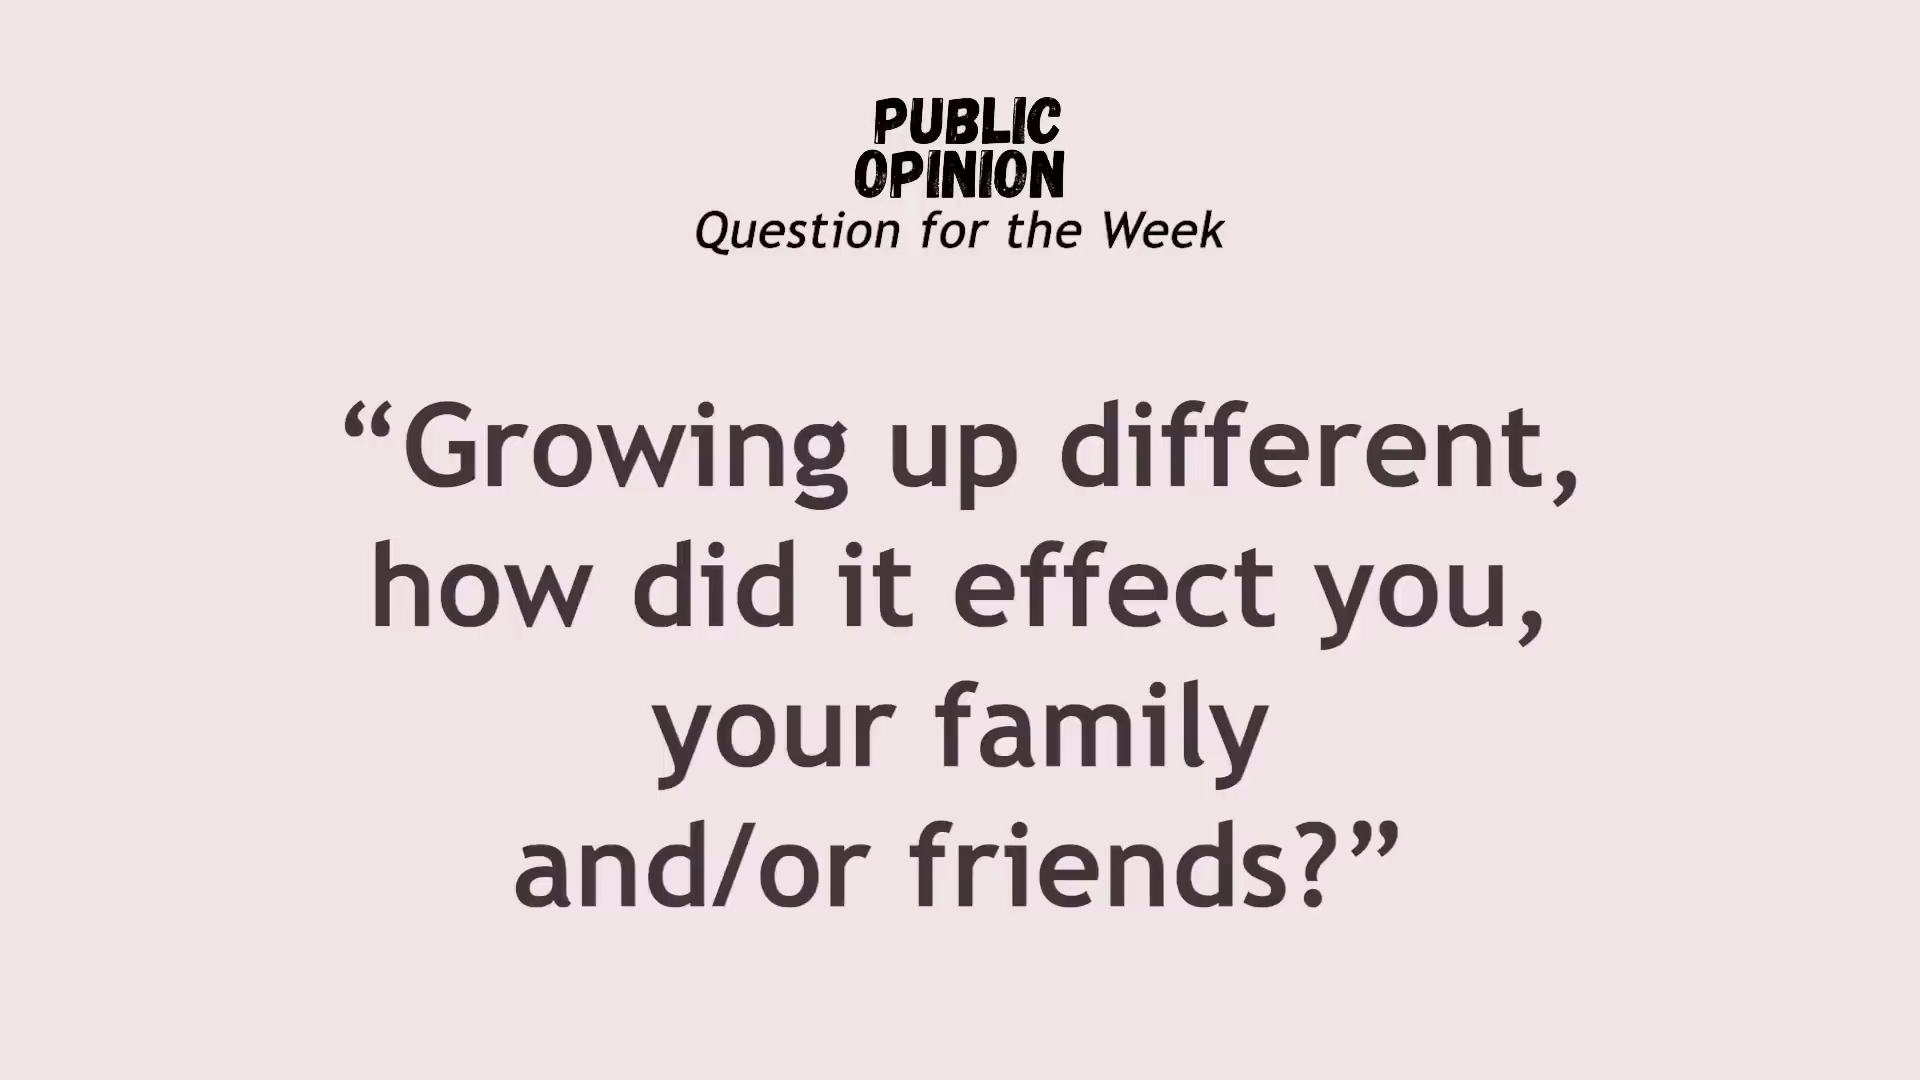 PUBLIC
OPINION
Question for the Week
“Growing up different,
how did it effect you,
your family
and/or friends?”